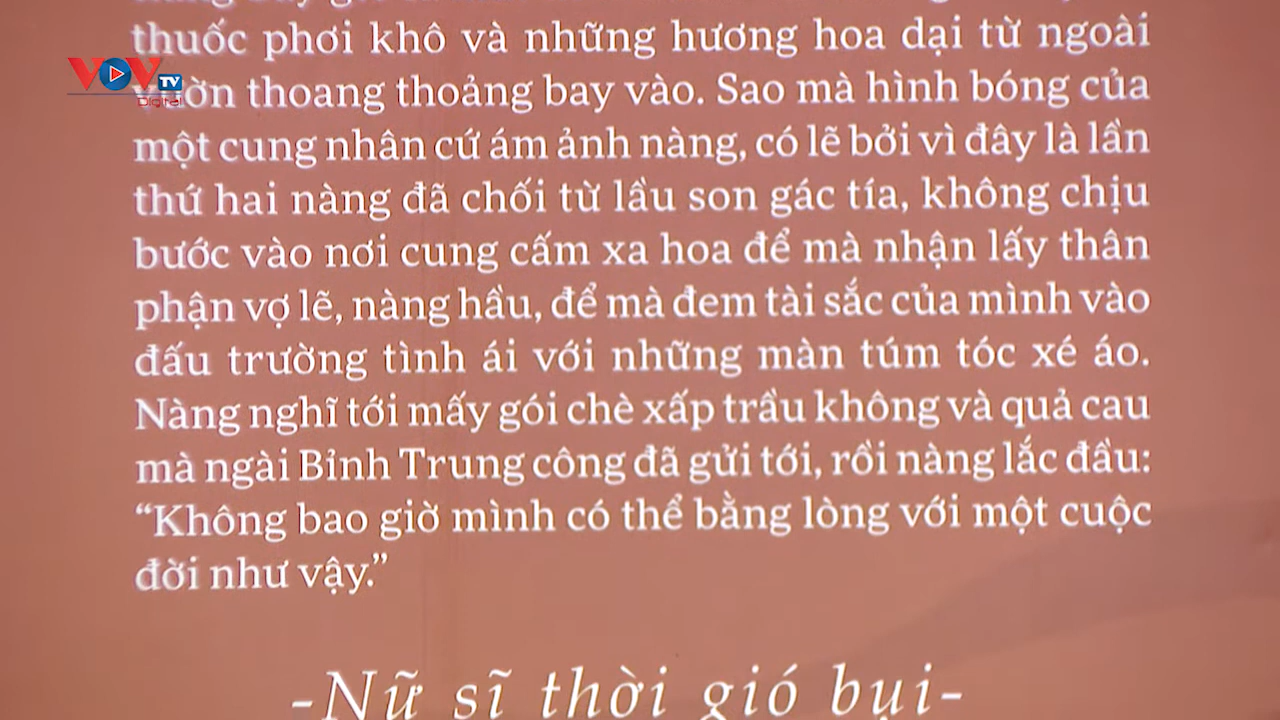 thuốc phơi khô và những hương hoa dại từ ngoài
vườn thoang thoảng bay vào. Sao mà hình bóng của
một cung nhân cứ ám ảnh nàng, có lẽ bởi vì đây là lần
thứ hai nàng đã chối từ lầu son gác tía, không chịu
bước vào nơi cung cấm xa hoa để mà nhận lấy thân
phận vợ lẽ, nàng hầu, để mà đem tài sắc của mình vào
đấu trường tình ái với những màn túm tóc xé áo.
Nàng nghĩ tới mấy gói chè xấp trầu không và quả cau
mà ngài Bỉnh Trung công đã gửi tới, rồi nàng lắc đầu:
“Không bao giờ mình có thể bằng lòng với một cuộc
đời như vậy.”
-Nữ sĩ thời gió bụi-
VOV TV
Digital